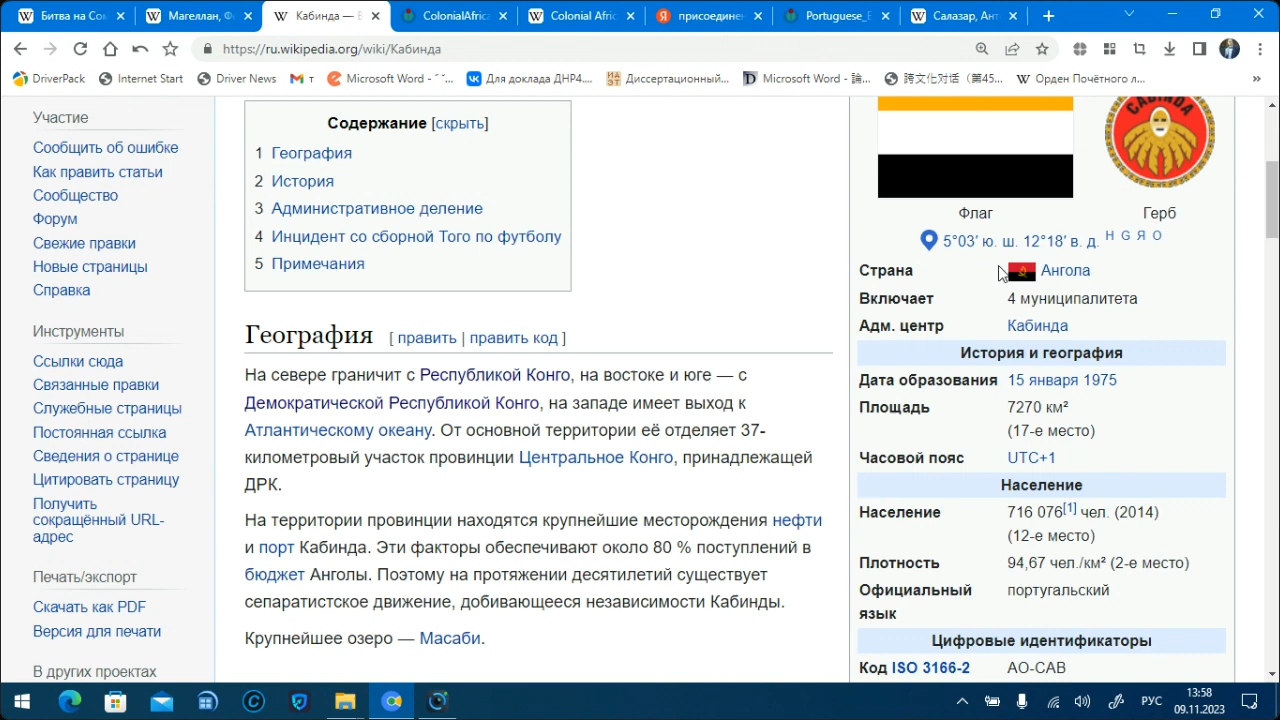 Битва на Сои
Магеллан, Фе
Кабинда — В
ColonialAfrica
Colonial Afric
присоединен
Portuguese_E
Салазар, Ант
https://ru.wikipedia.org/wiki/Кабинда
DriverPack
Internet Start
Driver News
т
Microsoft Word - ˉ ˘...
Для доклада ДНР4....
Диссертационный...
Microsoft Word - 論...
跨文化对话（第45...
Орден Почётного л...
»
Участие
Сообщить об ошибке
Как править статьи
Сообщество
Форум
Свежие правки
Новые страницы
Справка
Инструменты
Ссылки сюда
Связанные правки
Служебные страницы
Постоянная ссылка
Сведения о странице
Цитировать страницу
Получить
сокращённый URL-
адрес
Печать/экспорт
Скачать как PDF
Версия для печати
В других проектах
Содержание [скрыть]
1 География
2 История
3 Административное деление
4 Инцидент со сборной Того по футболу
5 Примечания
География [ править | править код ]
На севере граничит с Республикой Конго, на востоке и юге — с
Демократической Республикой Конго, на западе имеет выход к
Атлантическому океану. От основной территории её отделяет 37-
километровый участок провинции Центральное Конго, принадлежащей
ДРК.
На территории провинции находятся крупнейшие месторождения нефти
и порт Кабинда. Эти факторы обеспечивают около 80 % поступлений в
бюджет Анголы. Поэтому на протяжении десятилетий существует
сепаратистское движение, добивающееся независимости Кабинды.
Крупнейшее озеро — Масаби.
CABINDA
Флаг
Герб
5°03′ ю. ш. 12°18′ в. д. H G Я O
Страна Ангола
Включает 4 муниципалитета
Адм. центр Кабинда
История и география
Дата образования 15 января 1975
Площадь 7270 км²
(17-е место)
Часовой пояс UTC+1
Население
Население 716 076[1] чел. (2014)
(12-е место)
Плотность 94,67 чел./км² (2-е место)
Официальный португальский
язык
Цифровые идентификаторы
Код ISO 3166-2 AO-CAB
РУС
13:58
09.11.2023